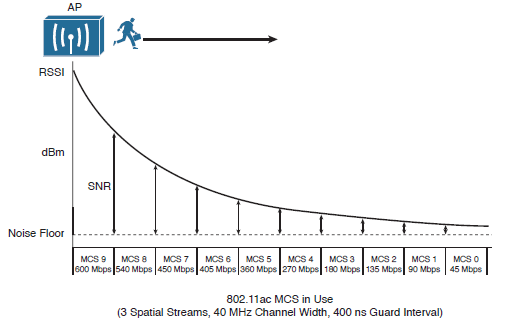 AP
RSSI
dBm
SNR
Noise Floor
MCS 9 MCS 8 MCS 7 MCS 6 MCS 5 MCS 4 MCS 3 MCS 2 MCS 1 MCS 0
600 Mbps 540 Mbps 450 Mbps 405 Mbps 360 Mbps 270 Mbps 180 Mbps 135 Mbps 90 Mbps 45 Mbps
802.11ac MCS in Use
(3 Spatial Streams, 40 MHz Channel Width, 400 ns Guard Interval)